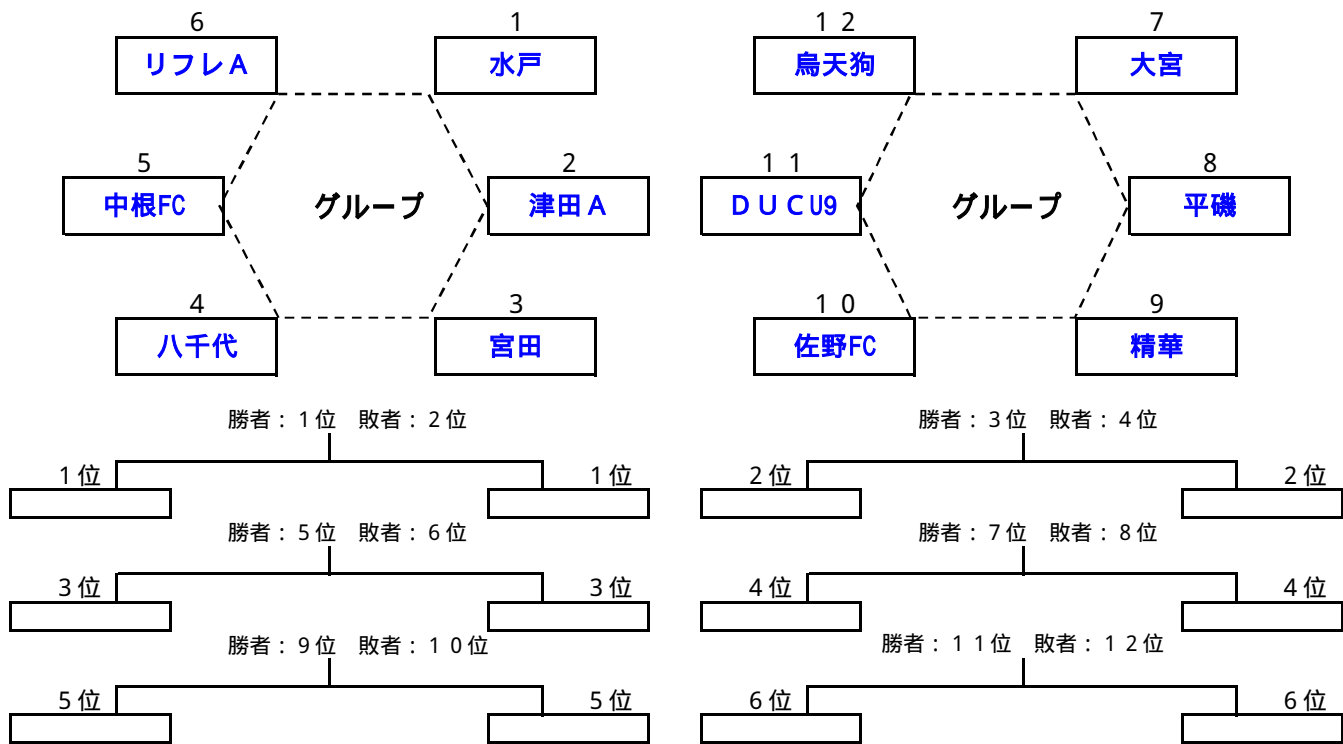 6 1 １２ 7
リフレＡ 水戸 烏天狗 大宮
5 2 １１ 8
中根FC グループ 津田Ａ ＤＵＣU9 グループ 平磯
4 3 １０ 9
八千代 宮田 佐野FC 精華
勝者：１位 敗者：２位 勝者：３位 敗者：４位
１位 １位 ２位 ２位
勝者：５位 敗者：６位 勝者：７位 敗者：８位
３位 ３位 ４位 ４位
勝者：９位 敗者：１０位 勝者：１１位 敗者：１２位
５位 ５位 ６位 ６位